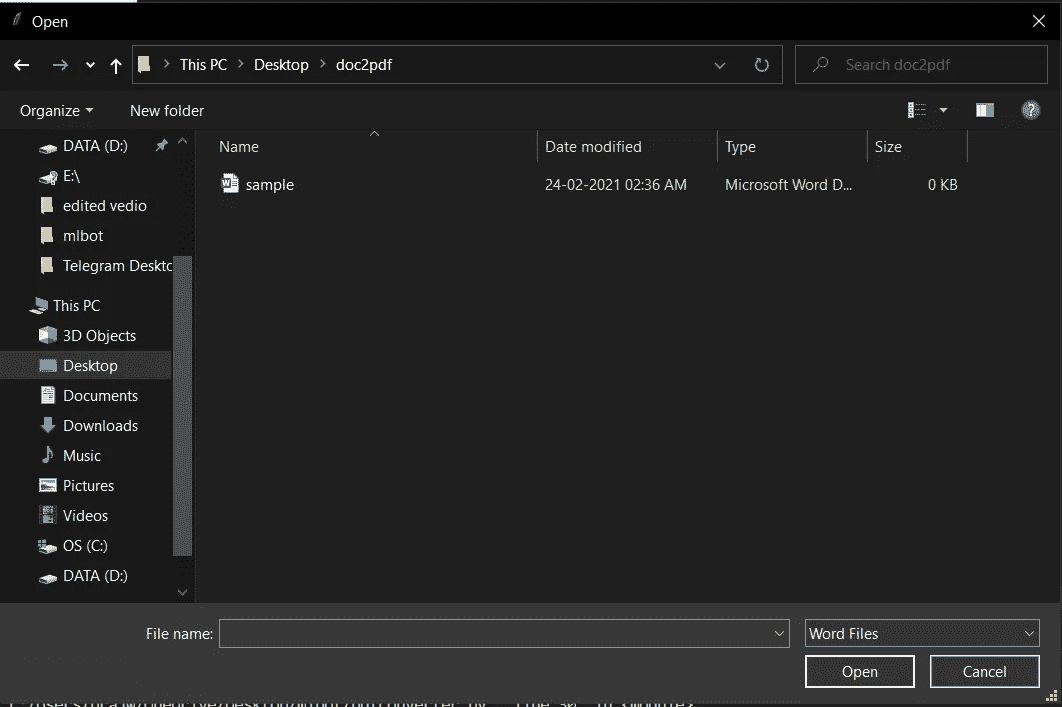 Open
This PC > Desktop > doc2pdf
Search doc2pdf
Organize
New folder
Name
Date modified
Type
Size
sample
24-02-2021 02:36 AM
Microsoft Word D...
0 KB
DATA (D:)
E:\
edited vedio
mlbot
Telegram Deskto
This PC
3D Objects
Desktop
Documents
Downloads
Music
Pictures
Videos
OS (C:)
DATA (D:)
File name:
Word Files
Open
Cancel